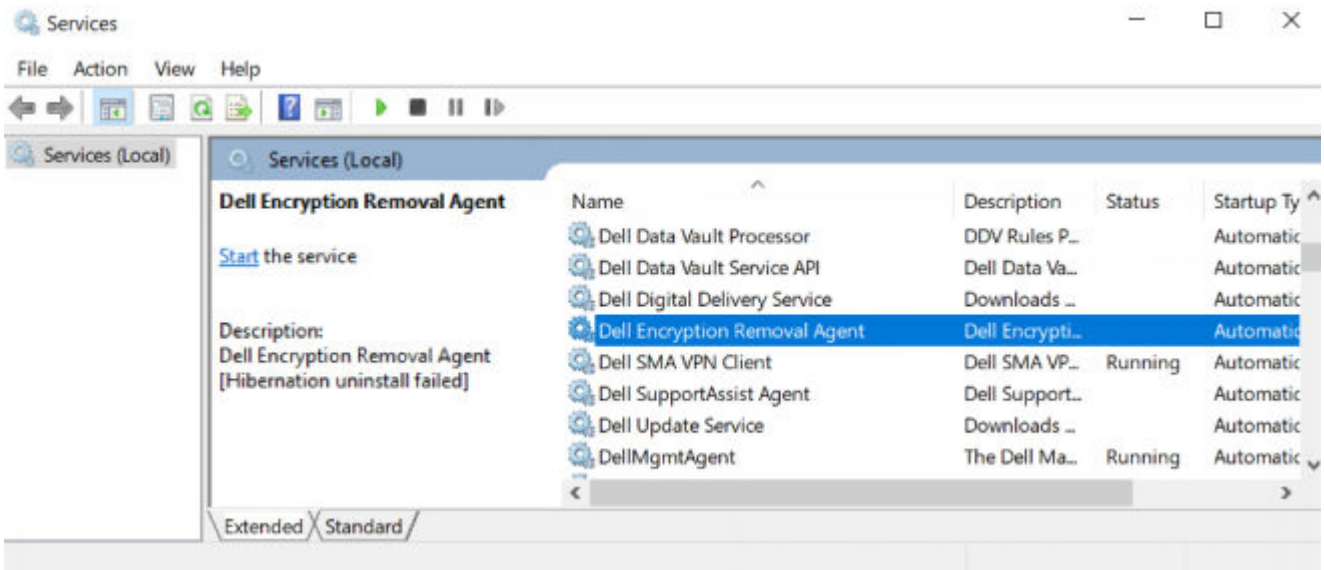 Services
File Action View Help
Services (Local)
Services (Local)
Dell Encryption Removal Agent
Start the service
Description:
Dell Encryption Removal Agent
[Hibernation uninstall failed]
Name Description Status Startup Ty
Dell Data Vault Processor DDV Rules P... Automatic
Dell Data Vault Service API Dell Data Va... Automatic
Dell Digital Delivery Service Downloads ... Automatic
Dell Encryption Removal Agent Dell Encrypti... Automatic
Dell SMA VPN Client Dell SMA VP... Running Automatic
Dell SupportAssist Agent Dell Support... Automatic
Dell Update Service Downloads ... Automatic
DellMgmtAgent The Dell Ma... Running Automatic
Extended Standard